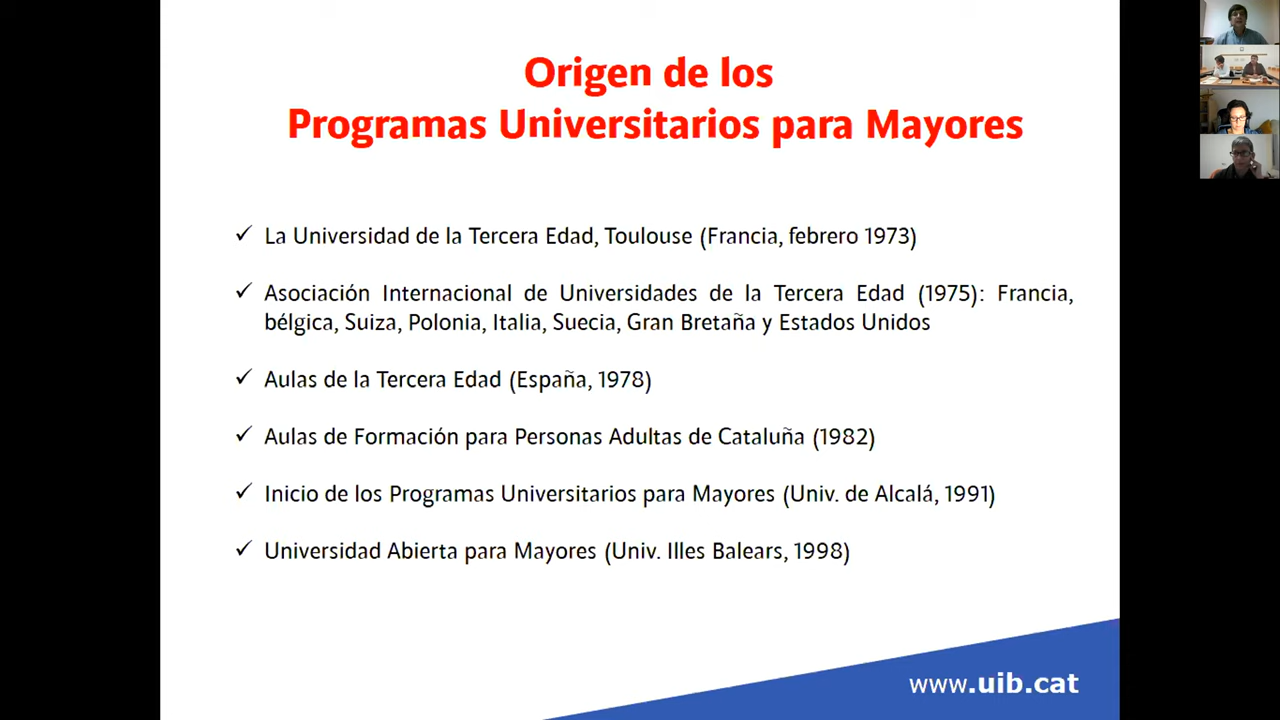 Origen de los
Programas Universitarios para Mayores
✓ La Universidad de la Tercera Edad, Toulouse (Francia, febrero 1973)
✓ Asociación Internacional de Universidades de la Tercera Edad (1975): Francia,
bélgica, Suiza, Polonia, Italia, Suecia, Gran Bretaña y Estados Unidos
✓ Aulas de la Tercera Edad (España, 1978)
✓ Aulas de Formación para Personas Adultas de Cataluña (1982)
✓ Inicio de los Programas Universitarios para Mayores (Univ. de Alcalá, 1991)
✓ Universidad Abierta para Mayores (Univ. Illes Balears, 1998)
www.uib.cat